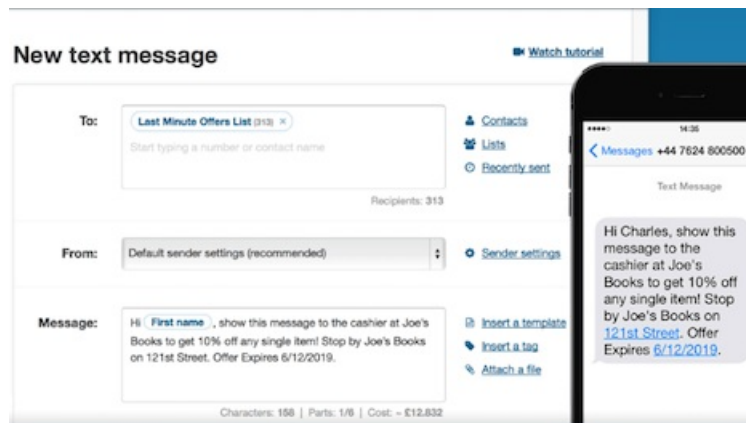 New text message
Watch tutorial
To:
Last Minute Offers List (313) ×
Start typing a number or contact name
Recipients: 313
Contacts
Lists
Recently sent
From:
Default sender settings (recommended)
Sender settings
Message:
Hi First name , show this message to the cashier at Joe's
Books to get 10% off any single item! Stop by Joe's Books
on 121st Street. Offer Expires 6/12/2019.
Insert a template
Insert a tag
Attach a file
Characters: 158 | Parts: 1/6 | Cost: ~ £12.832
14:35
Messages +44 7624 800500
Text Message
Hi Charles, show this
message to the
cashier at Joe's
Books to get 10% off
any single item! Stop
by Joe's Books on
121st Street. Offer
Expires 6/12/2019.